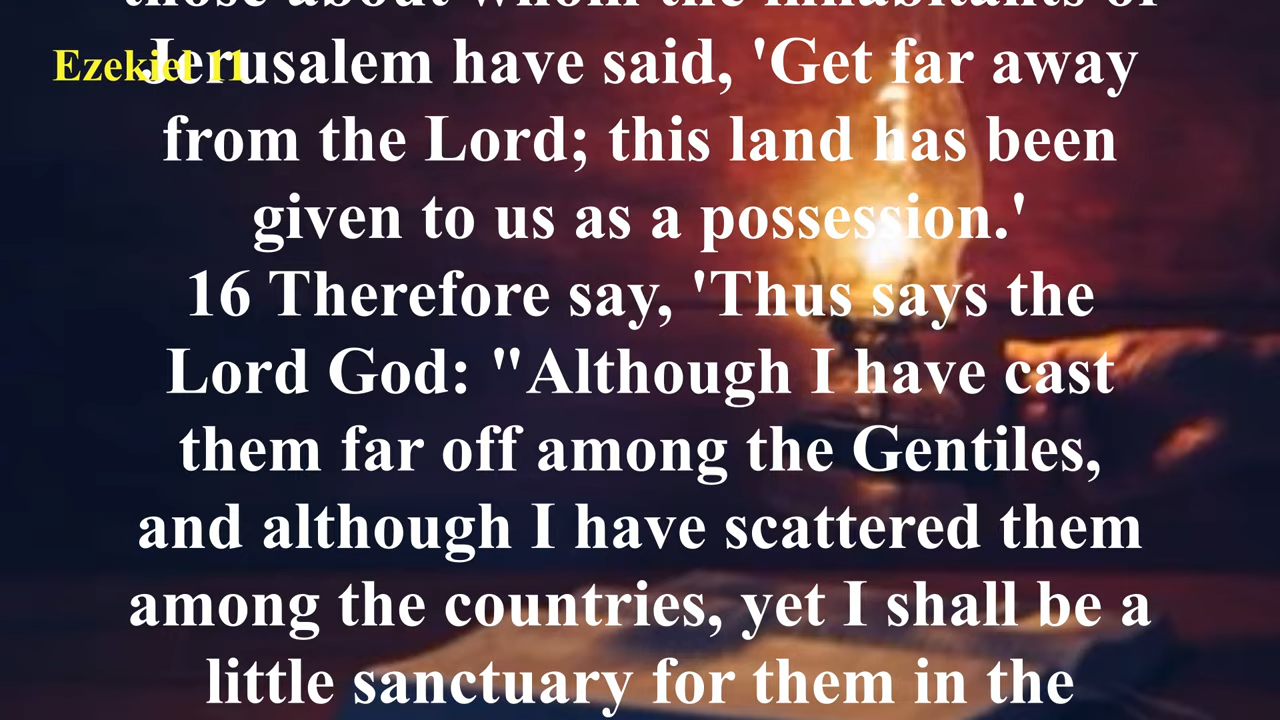 those about whom the inhabitants of
Ezekiel 11
Jerusalem have said, 'Get far away
from the Lord; this land has been
given to us as a possession.'
16 Therefore say, 'Thus says the
Lord God: "Although I have cast
them far off among the Gentiles,
and although I have scattered them
among the countries, yet I shall be a
little sanctuary for them in the